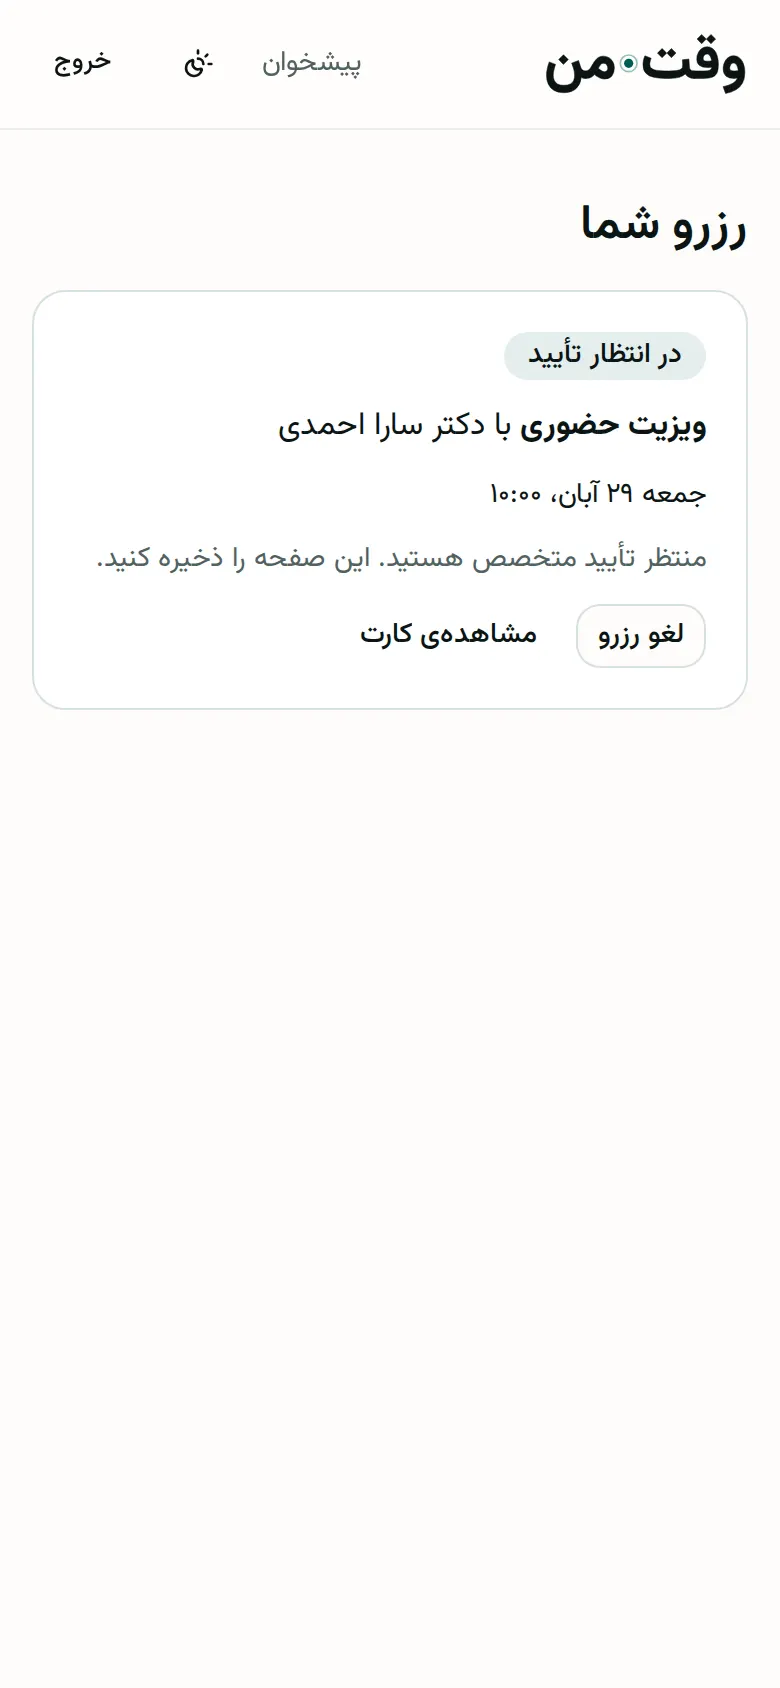 وقت من
پیشخوان
خروج
رزرو شما
در انتظار تأیید
ویزیت حضوری با دکتر سارا احمدی
جمعه ۲۹ آبان، ۱۰:۰۰
منتظر تأیید متخصص هستید. این صفحه را ذخیره کنید.
لغو رزرو
مشاهده‌ی کارت